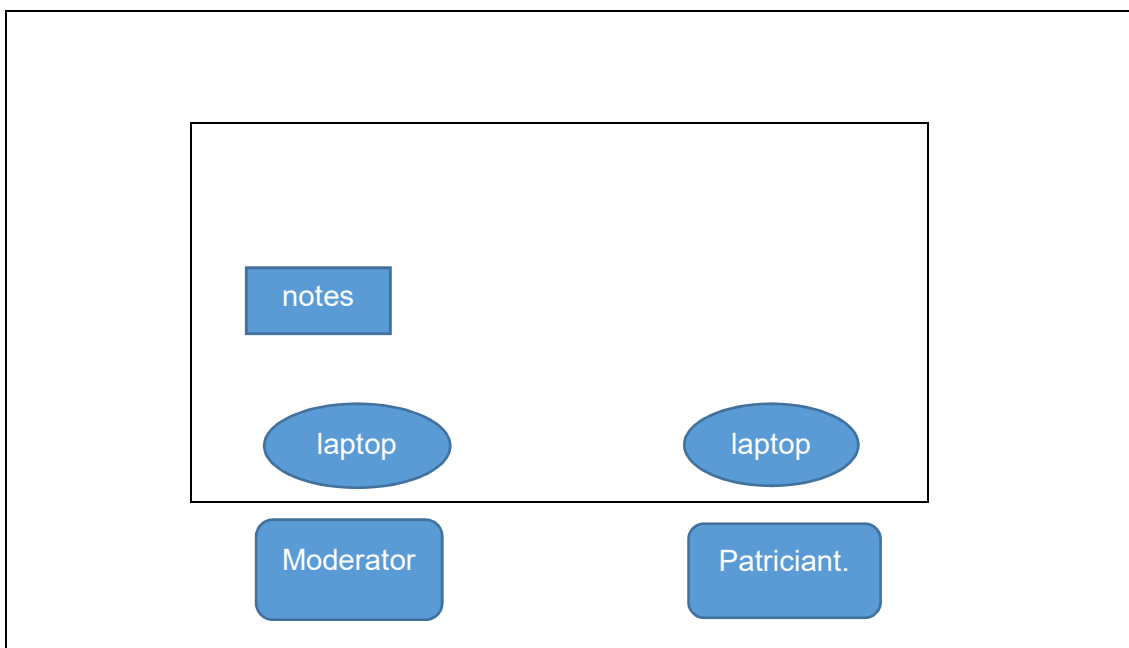 notes
laptop
laptop
Moderator
Patriciant.